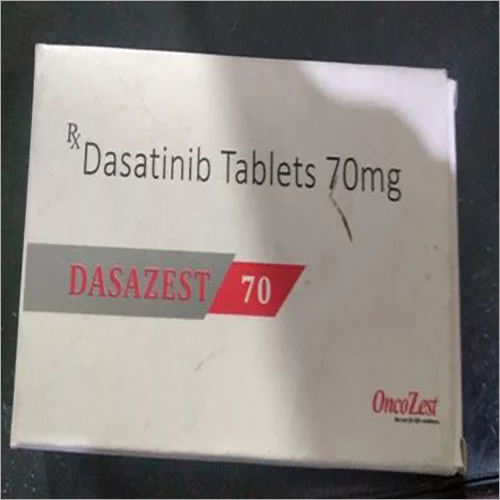 Rx Dasatinib Tablets 70mg
DASAZEST 70
OncoZest